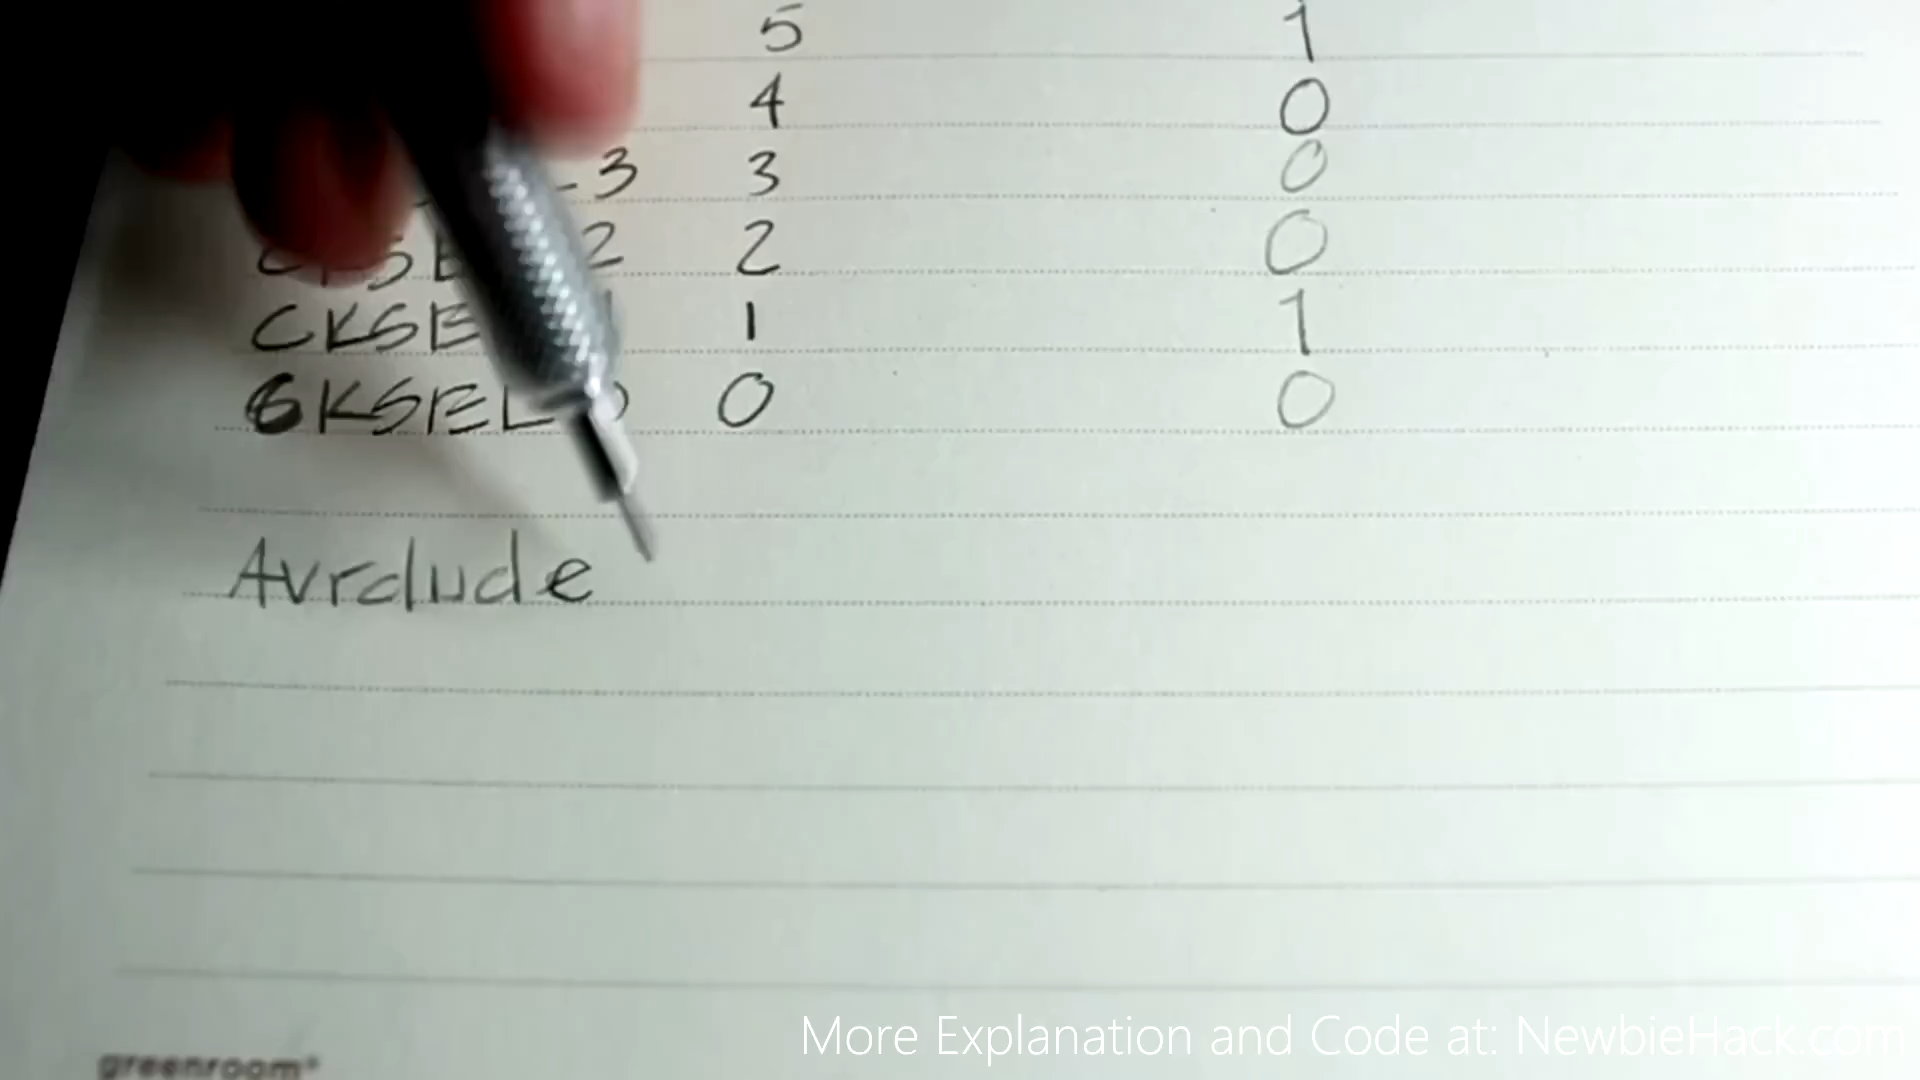 5 1
4 0
3 3 0
2 2 0
CKSE 1 1
CKSEL 0 0
Avrdude
More Explanation and Code at: NewbieHack.com
greenroom®